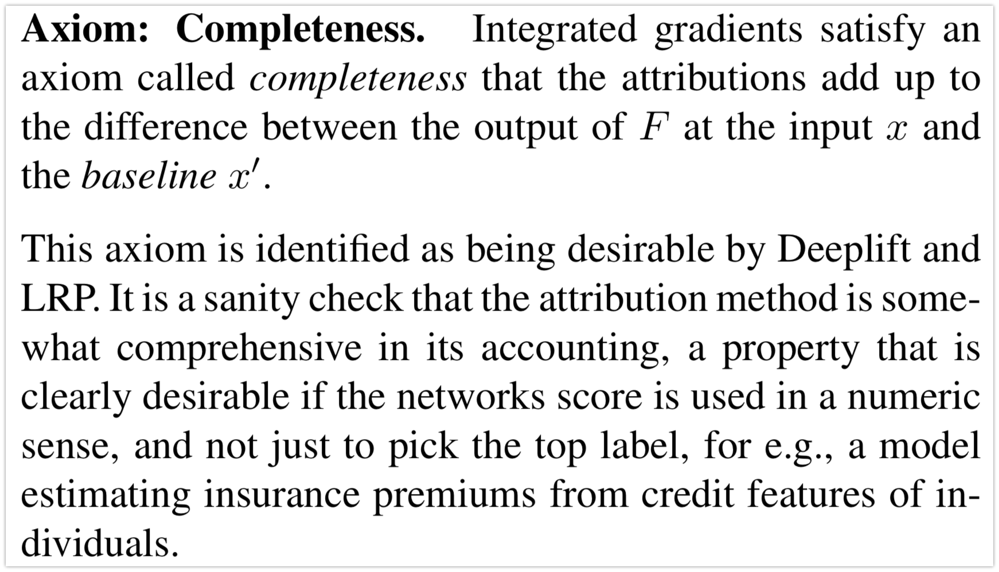 Axiom: Completeness. Integrated gradients satisfy an
axiom called completeness that the attributions add up to
the difference between the output of F at the input x and
the baseline x′.
This axiom is identified as being desirable by Deeplift and
LRP. It is a sanity check that the attribution method is some-
what comprehensive in its accounting, a property that is
clearly desirable if the networks score is used in a numeric
sense, and not just to pick the top label, for e.g., a model
estimating insurance premiums from credit features of in-
dividuals.